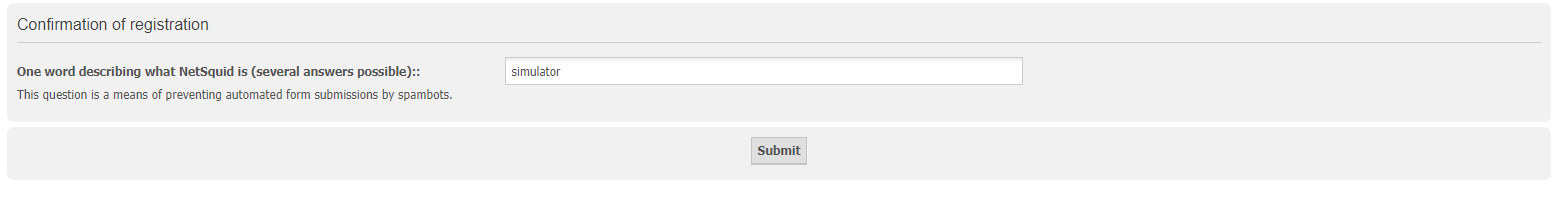 Confirmation of registration
One word describing what NetSquid is (several answers possible)::
simulator
This question is a means of preventing automated form submissions by spambots.
Submit